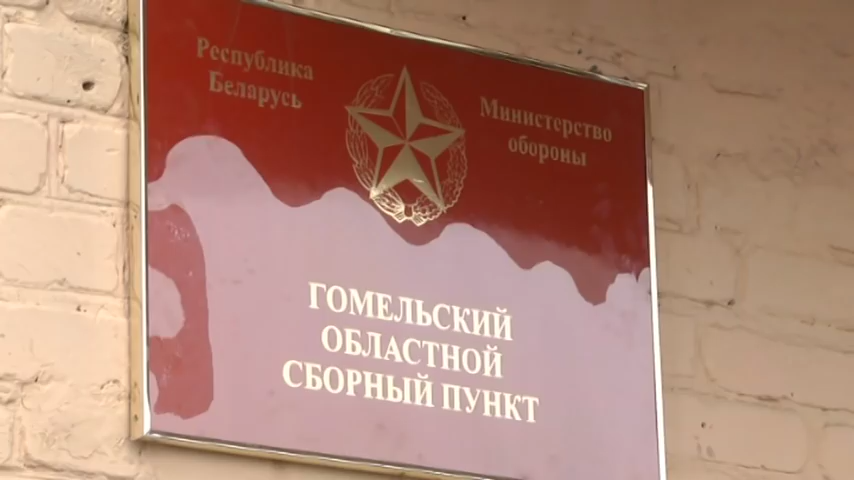 Республика
Беларусь
Министерство
обороны
ГОМЕЛЬСКИЙ
ОБЛАСТНОЙ
СБОРНЫЙ ПУНКТ